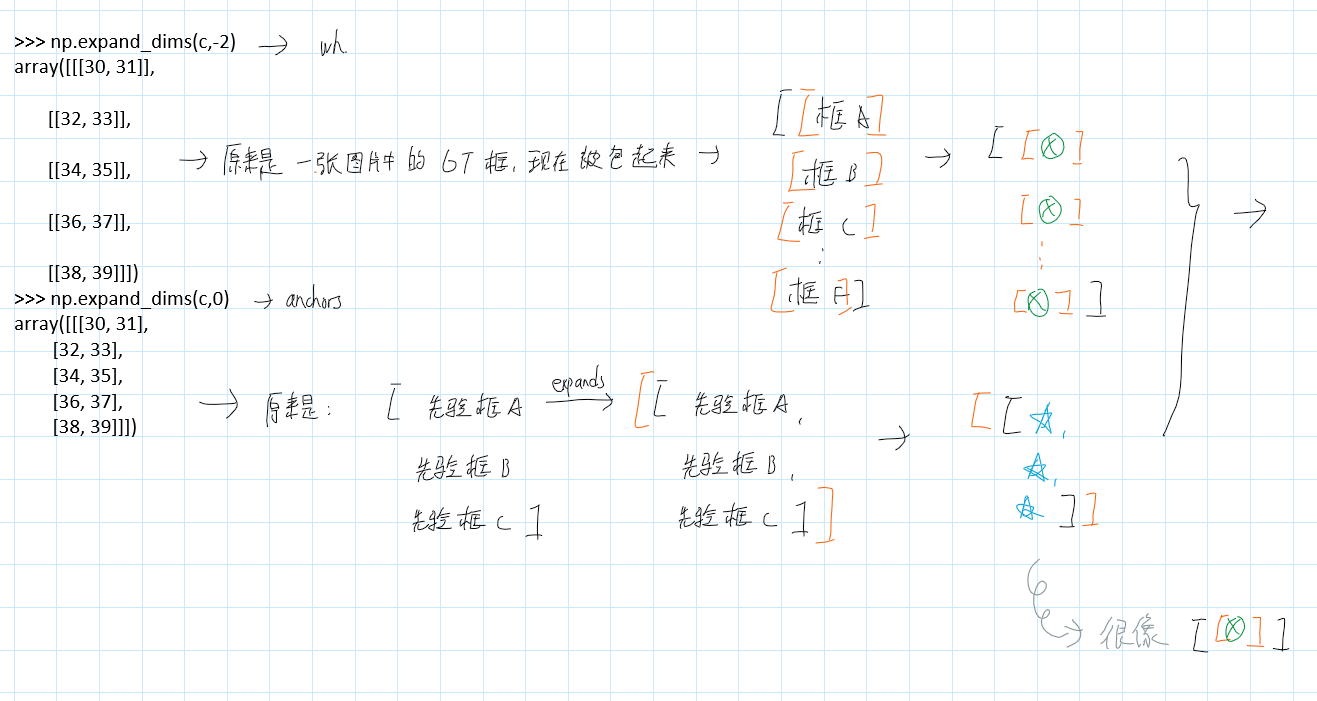 >>> np.expand_dims(c,-2) → wh.
array([[[30, 31]],
[[32, 33]],
[[34, 35]],
[[36, 37]],
[[38, 39]]])
→ 原来是一张图片中的 GT 框, 现在被包起来 →
[[框 A]
[框 B]
[框 C]
⋮
[框 H]]
→ [ [ⓧ]
[ⓧ]
⋮
[ⓧ] ]
→
>>> np.expand_dims(c,0) → anchors
array([[[30, 31],
[32, 33],
[34, 35],
[36, 37],
[38, 39]]])
→ 原来是: [ 先验框 A
先验框 B
先验框 C ]
expands
[[ 先验框 A,
先验框 B,
先验框 C ]]
→ [[☆,
☆,
☆]]
→ 很像 [[ⓧ]]